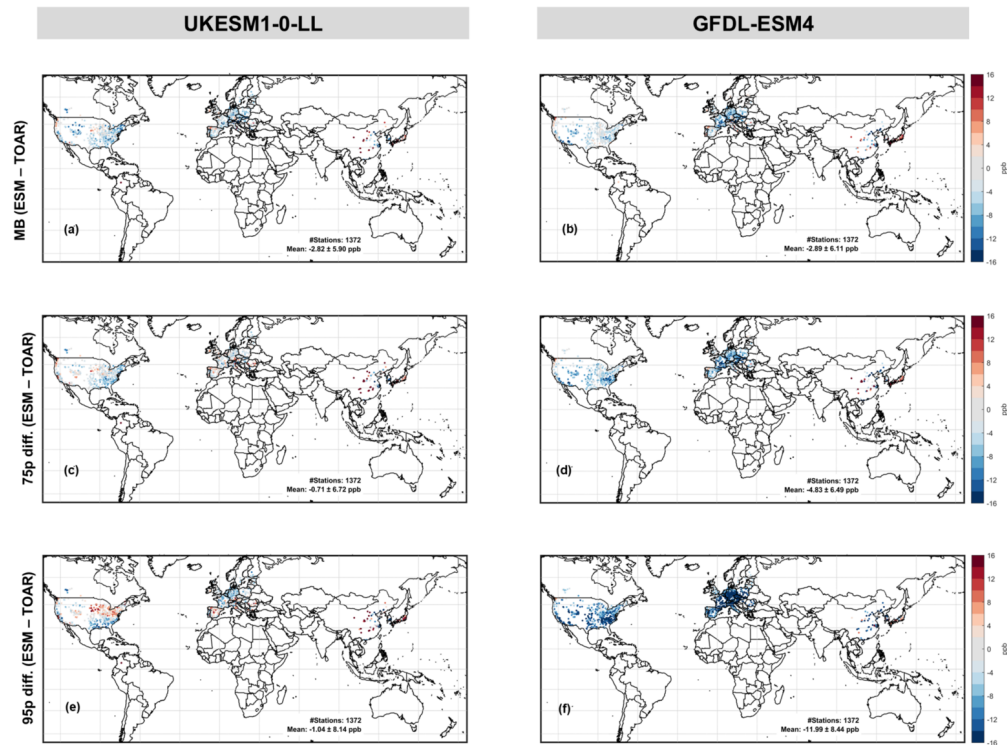 UKESM1-0-LL
GFDL-ESM4
MB (ESM – TOAR)
(a)
#Stations: 1372
Mean: -2.82 ± 5.90 ppb
(b)
#Stations: 1372
Mean: -2.89 ± 6.11 ppb
16
12
8
4
0
-4
-8
-12
-16
ppb
75p diff. (ESM – TOAR)
(c)
#Stations: 1372
Mean: -0.71 ± 6.72 ppb
(d)
#Stations: 1372
Mean: -4.83 ± 6.49 ppb
16
12
8
4
0
-4
-8
-12
-16
ppb
95p diff. (ESM – TOAR)
(e)
#Stations: 1372
Mean: -1.04 ± 8.14 ppb
(f)
#Stations: 1372
Mean: -11.99 ± 8.44 ppb
16
12
8
4
0
-4
-8
-12
-16
ppb